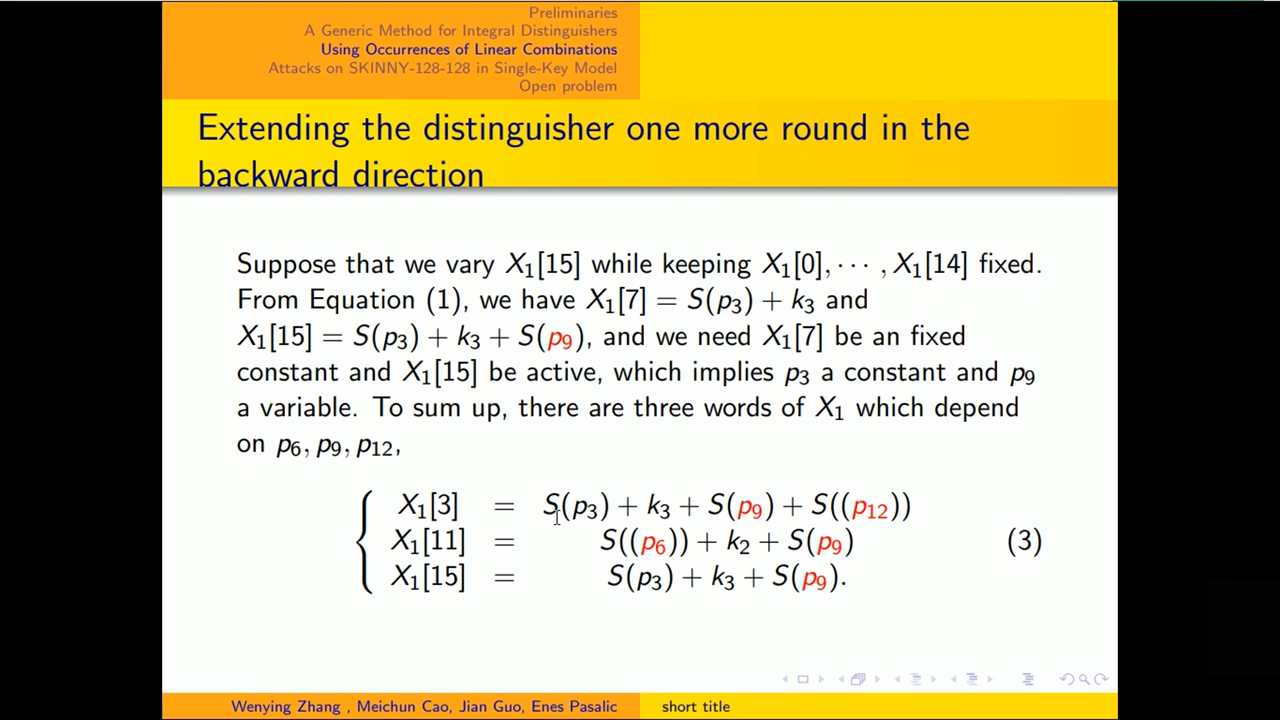 Preliminaries
A Generic Method for Integral Distinguishers
Using Occurrences of Linear Combinations
Attacks on SKINNY-128-128 in Single-Key Model
Open problem
Extending the distinguisher one more round in the
backward direction
Suppose that we vary X₁[15] while keeping X₁[0], ⋯ , X₁[14] fixed.
From Equation (1), we have X₁[7] = S(p₃) + k₃ and
X₁[15] = S(p₃) + k₃ + S(p₉), and we need X₁[7] be an fixed
constant and X₁[15] be active, which implies p₃ a constant and p₉
a variable. To sum up, there are three words of X₁ which depend
on p₆, p₉, p₁₂,
X₁[3] = S(p₃) + k₃ + S(p₉) + S((p₁₂))
X₁[11] = S((p₆)) + k₂ + S(p₉) (3)
X₁[15] = S(p₃) + k₃ + S(p₉).
Wenying Zhang , Meichun Cao, Jian Guo, Enes Pasalic short title